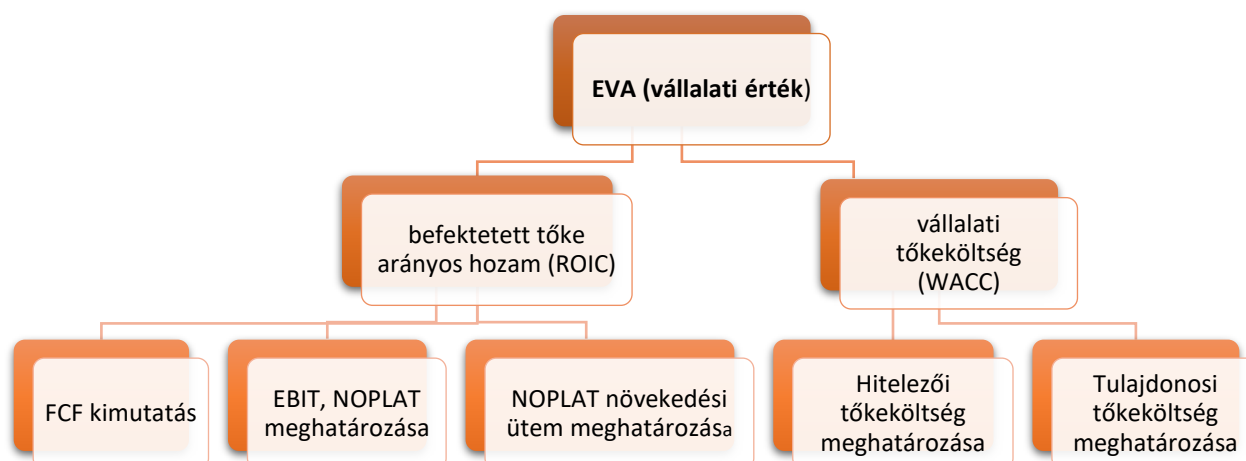 EVA (vállalati érték)
befektetett tőke
arányos hozam (ROIC)
vállalati
tőkeköltség
(WACC)
FCF kimutatás
EBIT, NOPLAT
meghatározása
NOPLAT növekedési
ütem meghatározása
Hitelezői
tőkeköltség
meghatározása
Tulajdonosi
tőkeköltség
meghatározása